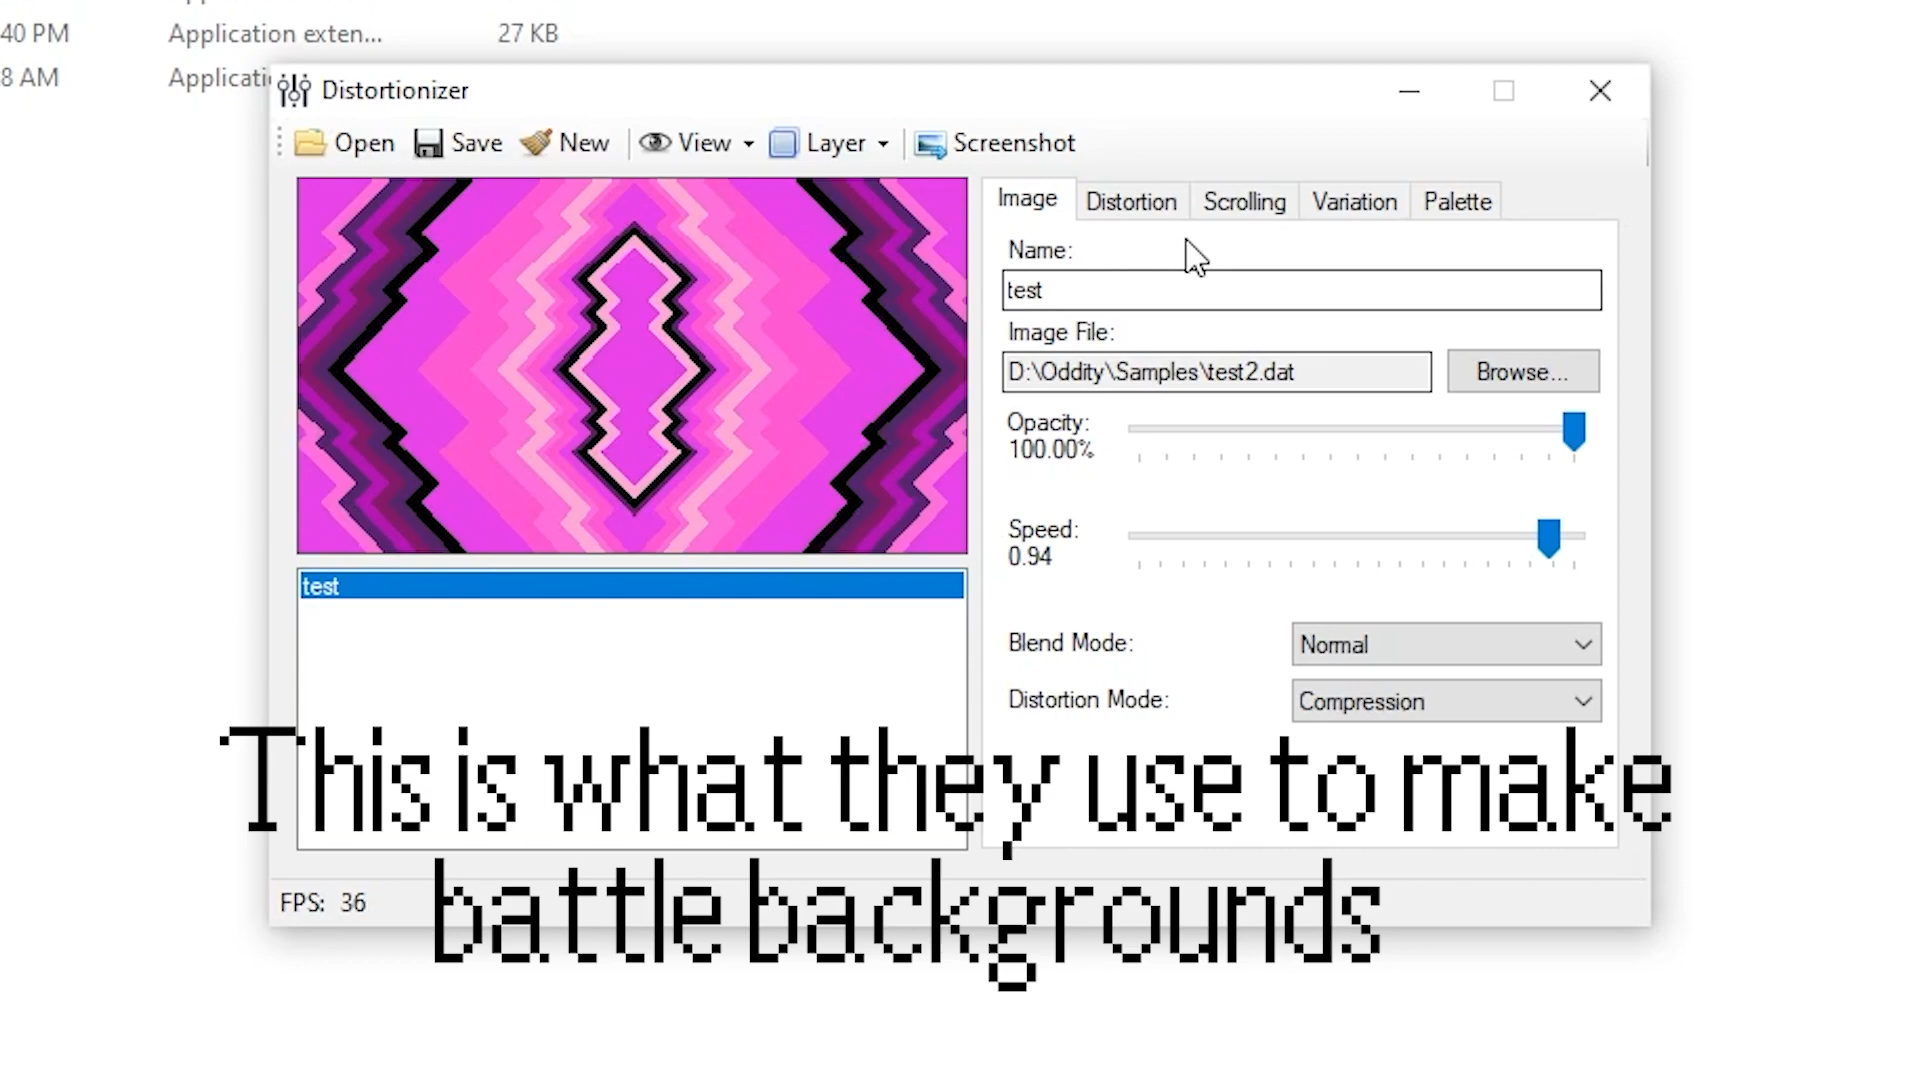 40 PM Application exten... 27 KB
8 AM Applicati
Distortionizer
Open Save New View Layer Screenshot
Image Distortion Scrolling Variation Palette
Name:
test
Image File:
D:\Oddity\Samples\test2.dat Browse...
Opacity:
100.00%
Speed:
0.94
Blend Mode: Normal
Distortion Mode: Compression
test
FPS: 36
This is what they use to make
battle backgrounds